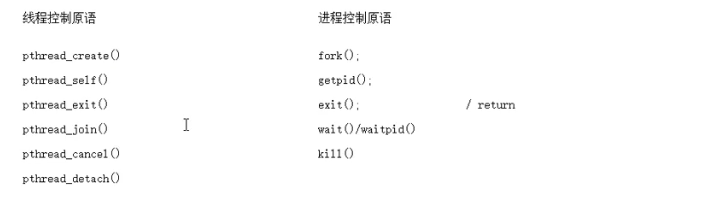 线程控制原语 进程控制原语
pthread_create() fork();
pthread_self() getpid();
pthread_exit() exit(); / return
pthread_join() wait()/waitpid()
pthread_cancel() kill()
pthread_detach()